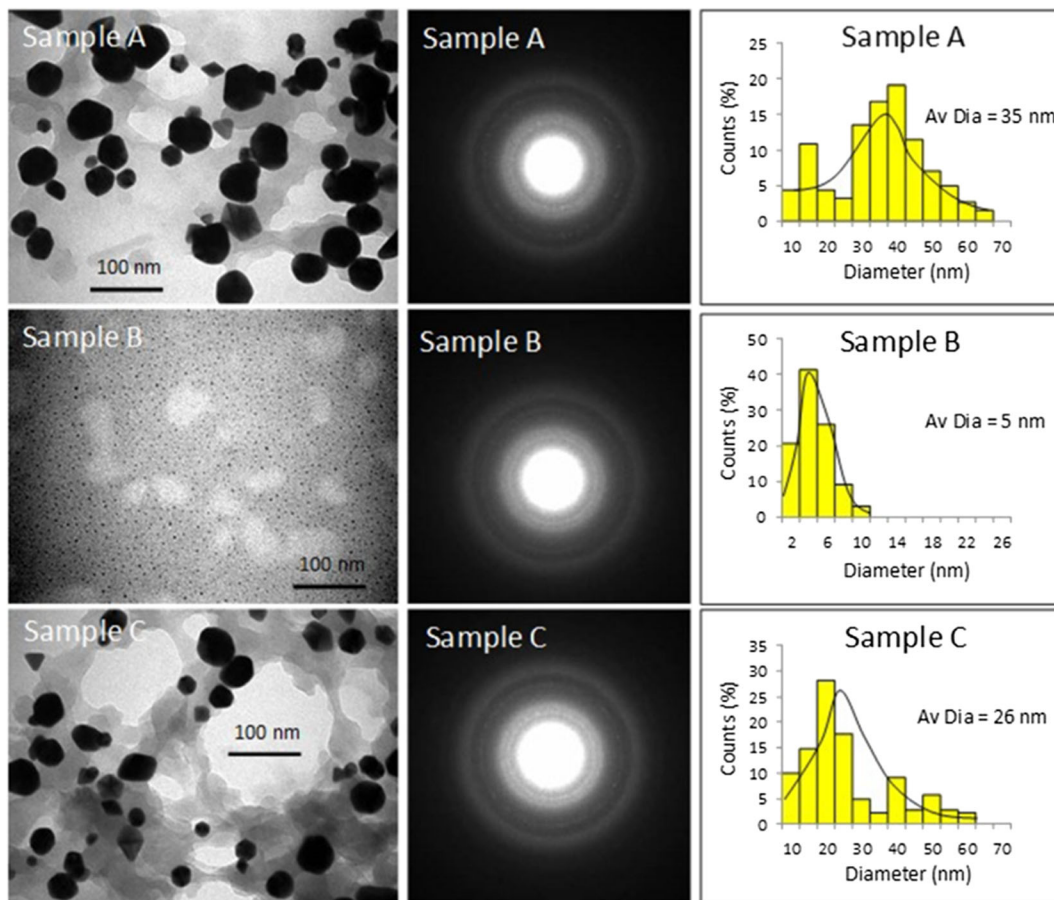 Sample A
100 nm
Sample A
Sample A
Counts (%)
25
20
15
10
5
0
Av Dia = 35 nm
10 20 30 40 50 60 70
Diameter (nm)
Sample B
100 nm
Sample B
Sample B
Counts (%)
50
40
30
20
10
0
Av Dia = 5 nm
2 6 10 14 18 22 26
Diameter (nm)
Sample C
100 nm
Sample C
Sample C
Counts (%)
35
30
25
20
15
10
5
0
Av Dia = 26 nm
10 20 30 40 50 60 70
Diameter (nm)